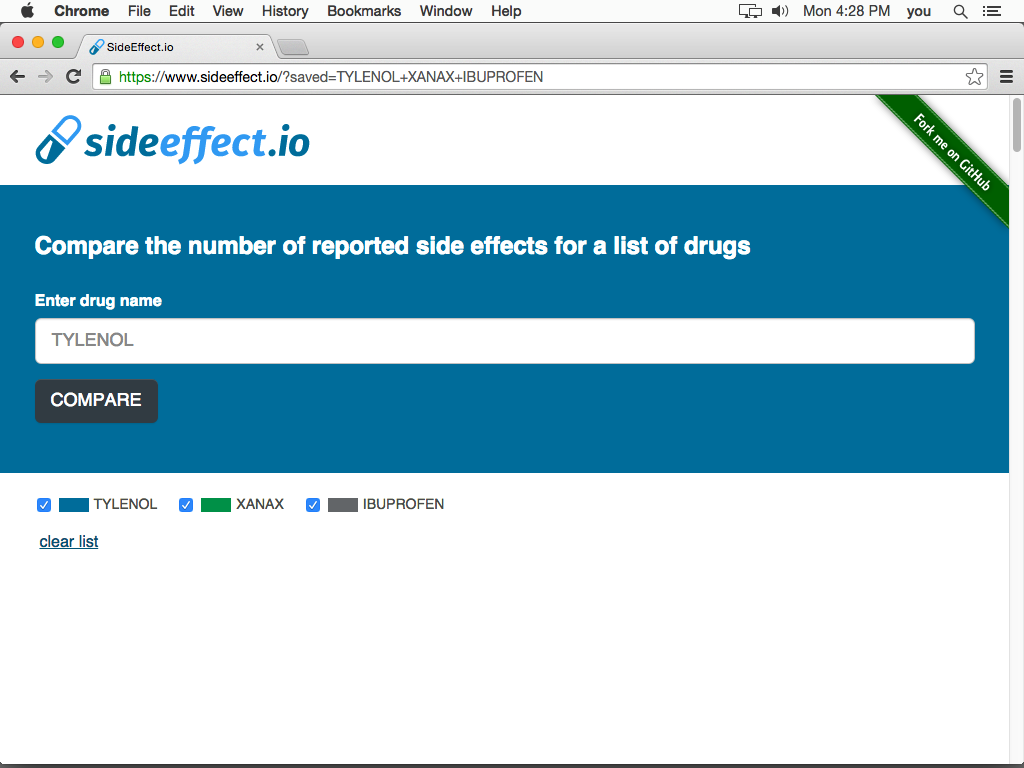 Chrome File Edit View History Bookmarks Window Help Mon 4:28 PM you
SideEffect.io
https://www.sideeffect.io/?saved=TYLENOL+XANAX+IBUPROFEN
sideeffect.io
Fork me on GitHub
Compare the number of reported side effects for a list of drugs
Enter drug name
TYLENOL
COMPARE
TYLENOL XANAX IBUPROFEN
clear list